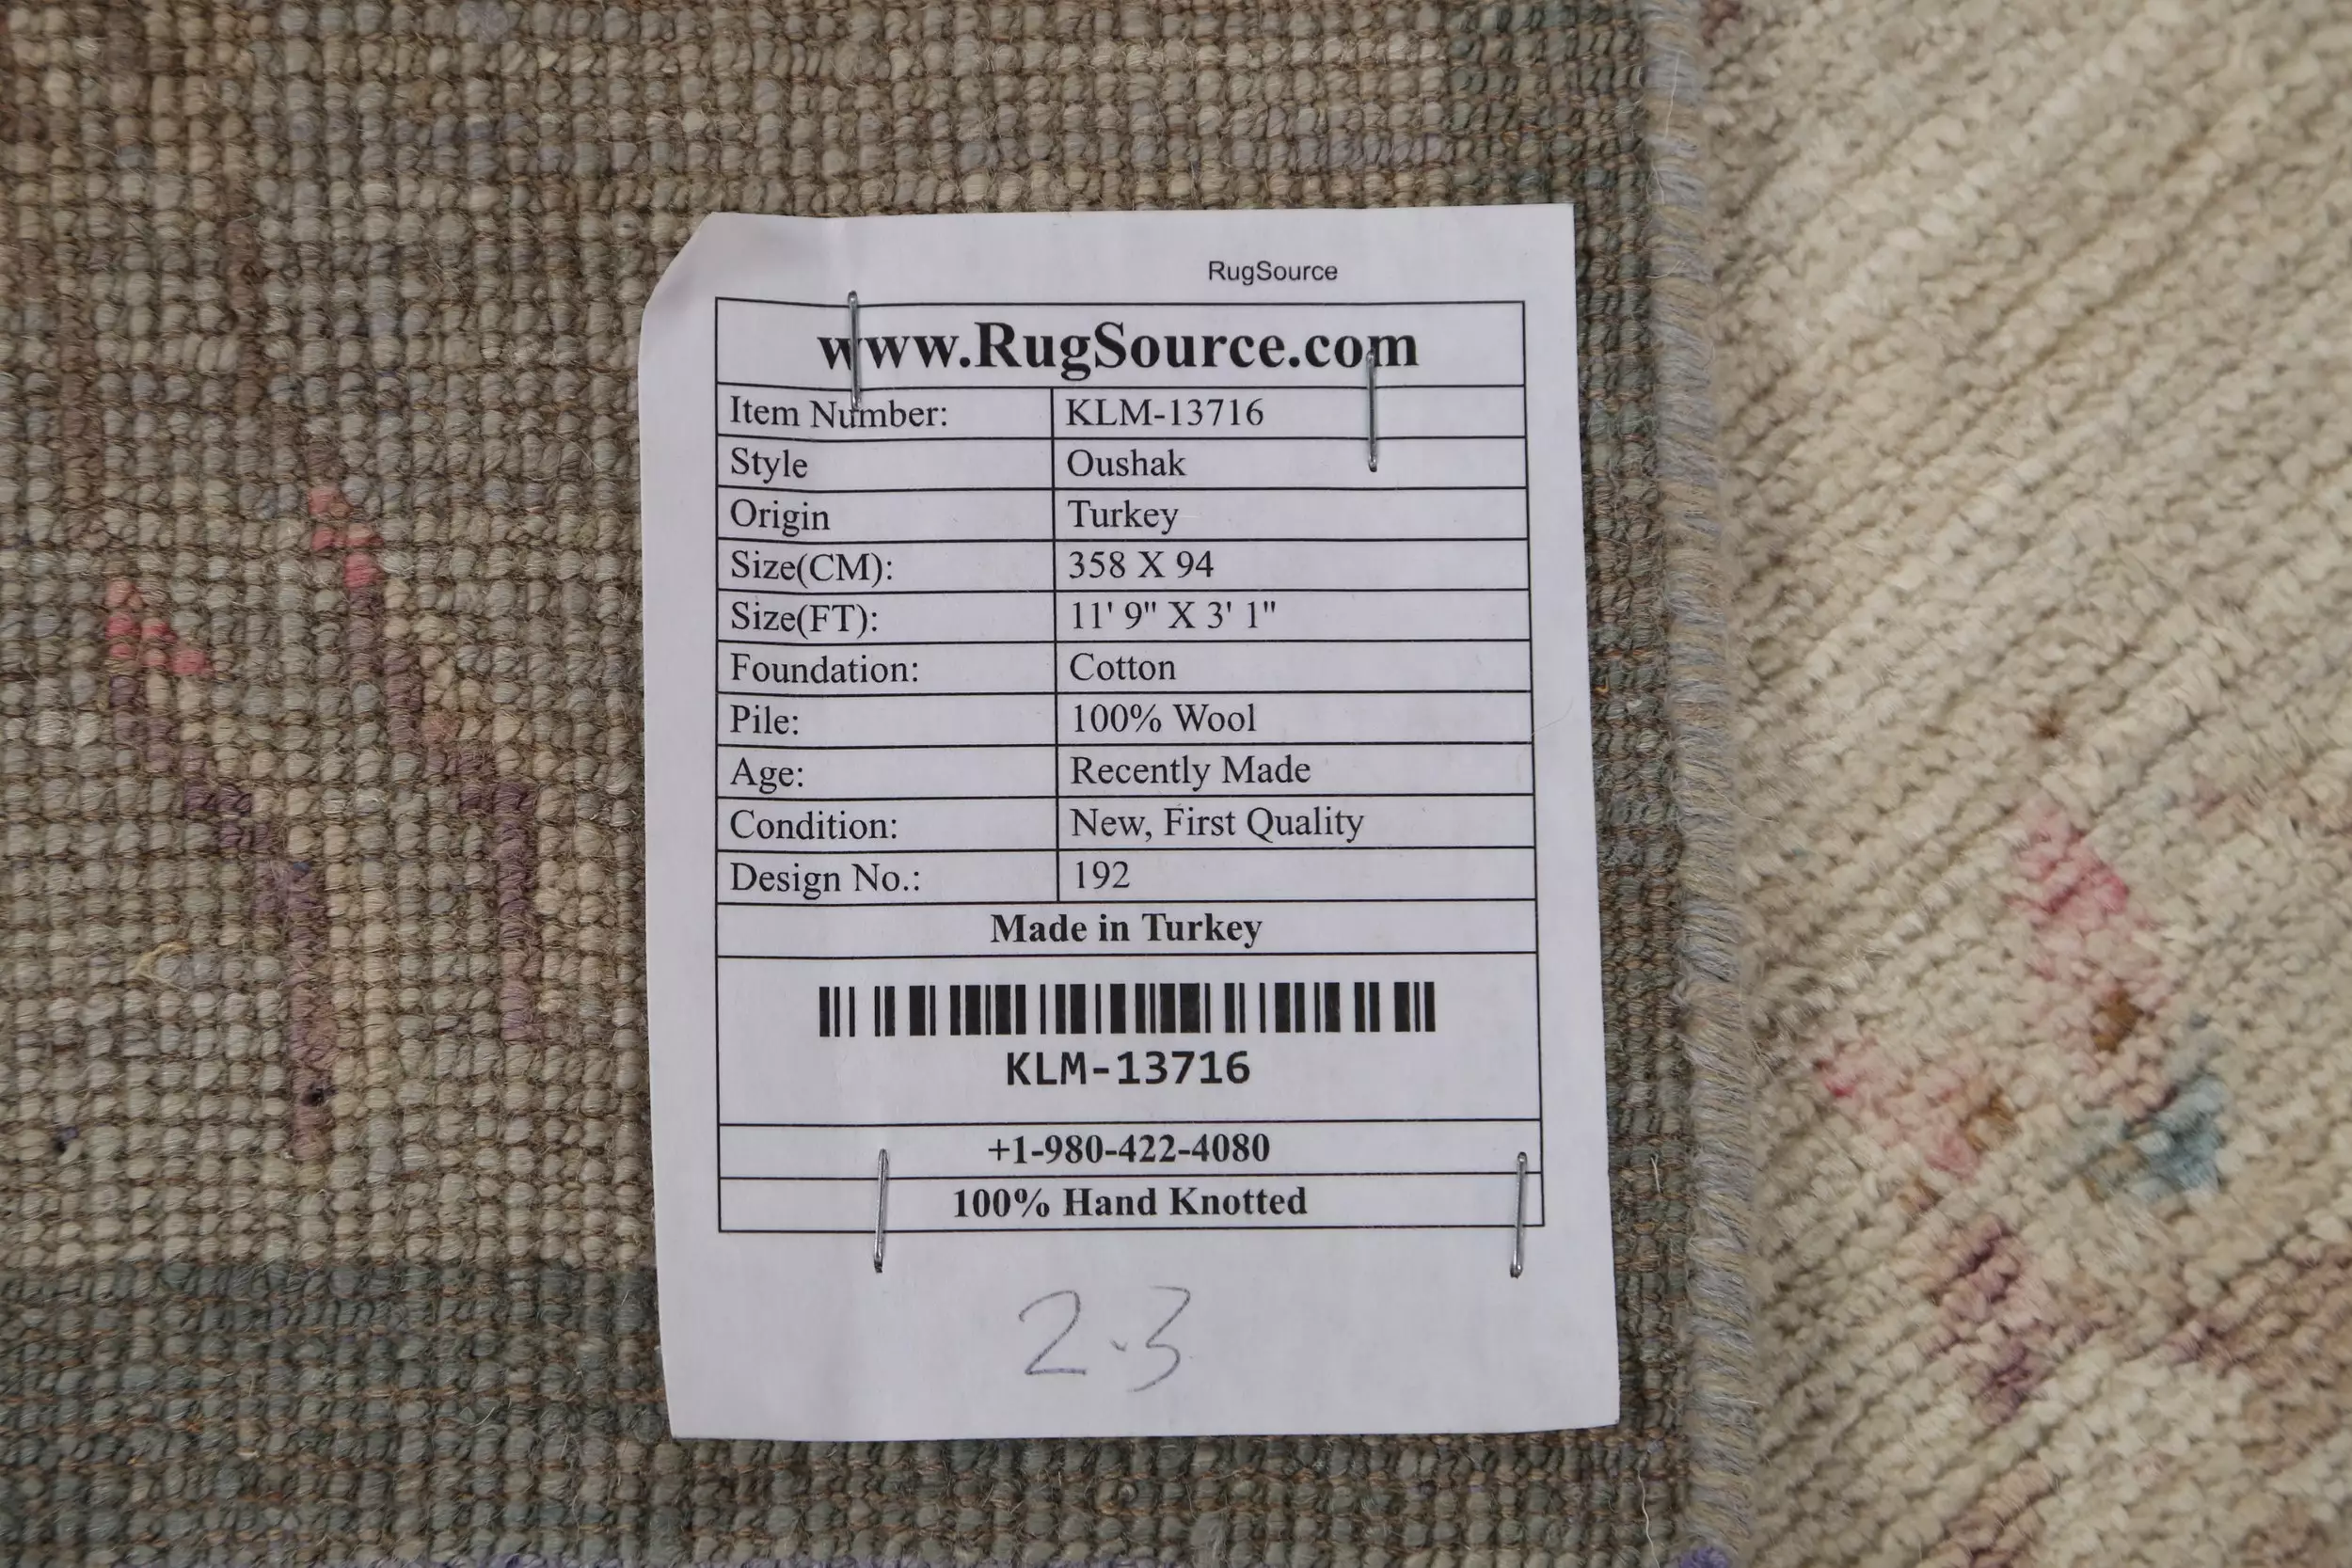 RugSource
www.RugSource.com
Item Number: KLM-13716
Style Oushak
Origin Turkey
Size(CM): 358 X 94
Size(FT): 11' 9" X 3' 1"
Foundation: Cotton
Pile: 100% Wool
Age: Recently Made
Condition: New, First Quality
Design No.: 192
Made in Turkey
KLM-13716
+1-980-422-4080
100% Hand Knotted
2.3